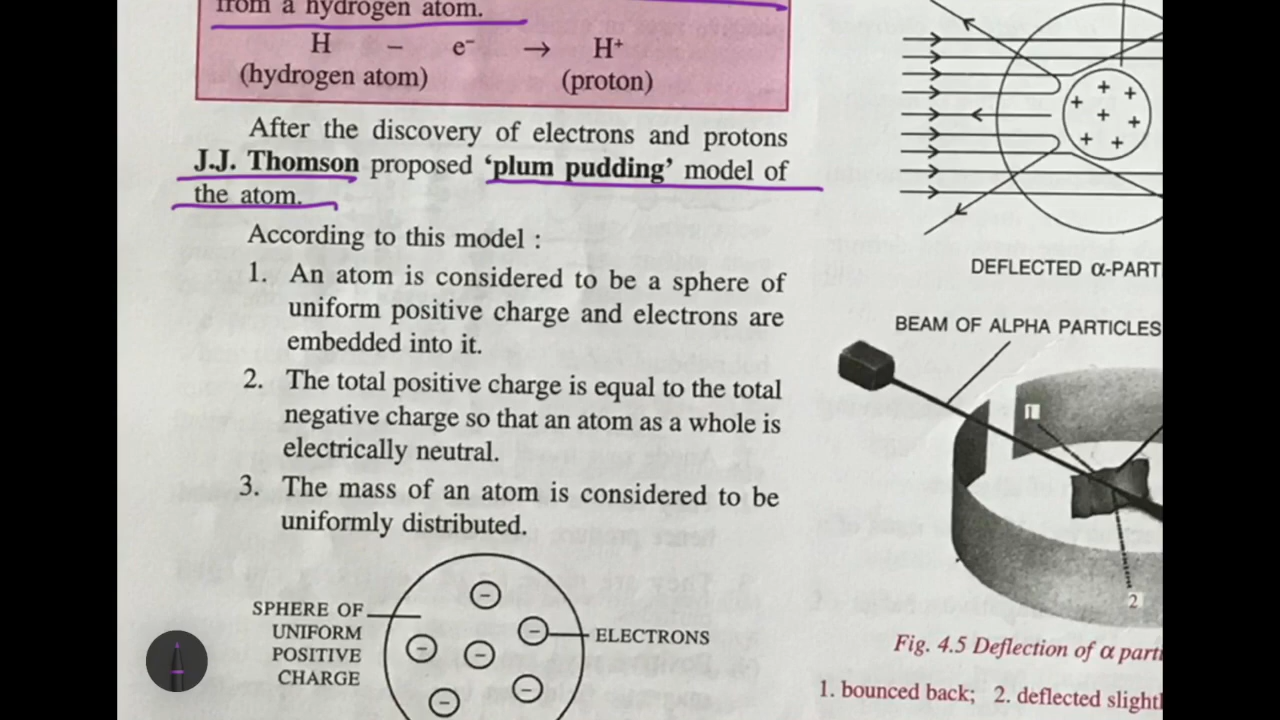 from a hydrogen atom.
H – e⁻ → H⁺
(hydrogen atom) (proton)
After the discovery of electrons and protons
J.J. Thomson proposed ‘plum pudding’ model of
the atom.
According to this model :
1. An atom is considered to be a sphere of
uniform positive charge and electrons are
embedded into it.
2. The total positive charge is equal to the total
negative charge so that an atom as a whole is
electrically neutral.
3. The mass of an atom is considered to be
uniformly distributed.
SPHERE OF
UNIFORM
POSITIVE
CHARGE
ELECTRONS
DEFLECTED α-PART
BEAM OF ALPHA PARTICLES
1
2
Fig. 4.5 Deflection of α parti
1. bounced back; 2. deflected slightl